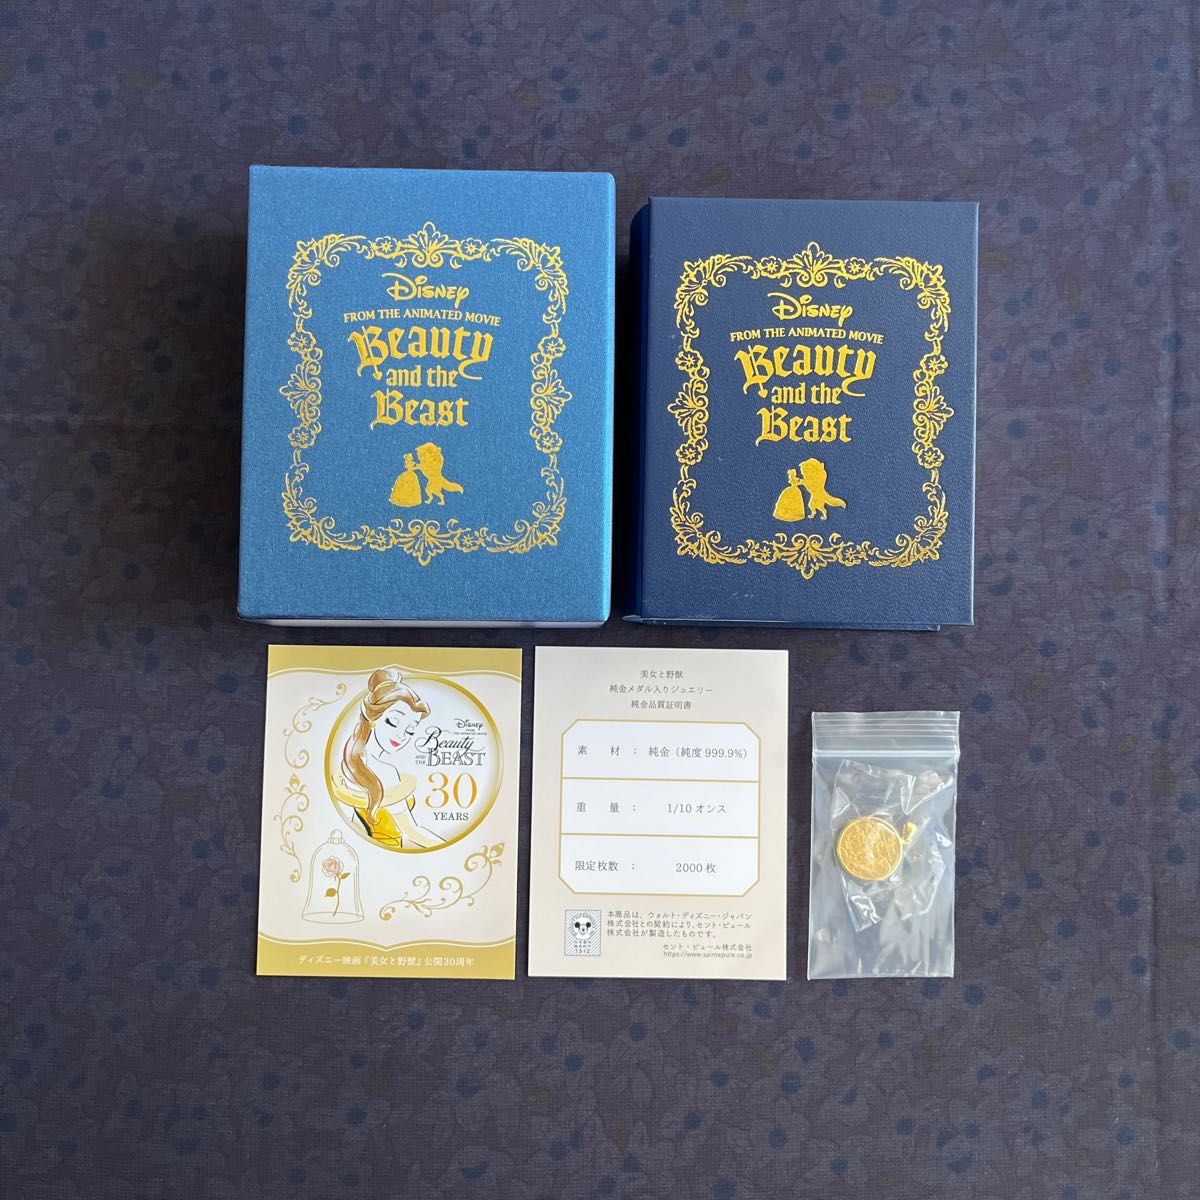 Disney
FROM THE ANIMATED MOVIE
Beauty
and the
Beast
Disney
FROM THE ANIMATED MOVIE
Beauty
and the
Beast
Disney
FROM
THE ANIMATED MOVIE
Beauty
AND THE BEAST
30
YEARS
ディズニー映画『美女と野獣』公開30周年
美女と野獣
純金メダル入りジュエリー
純金品質証明書
素 材 : 純金(純度 999.9%)
重 量 : 1/10 オンス
限定枚数 : 2000 枚
本商品は、ウォルト・ディズニー・ジャパン
株式会社との契約により、セント・ピュール
株式会社が製造したものです。
セント・ピュール株式会社
https://www.saintepure.co.jp